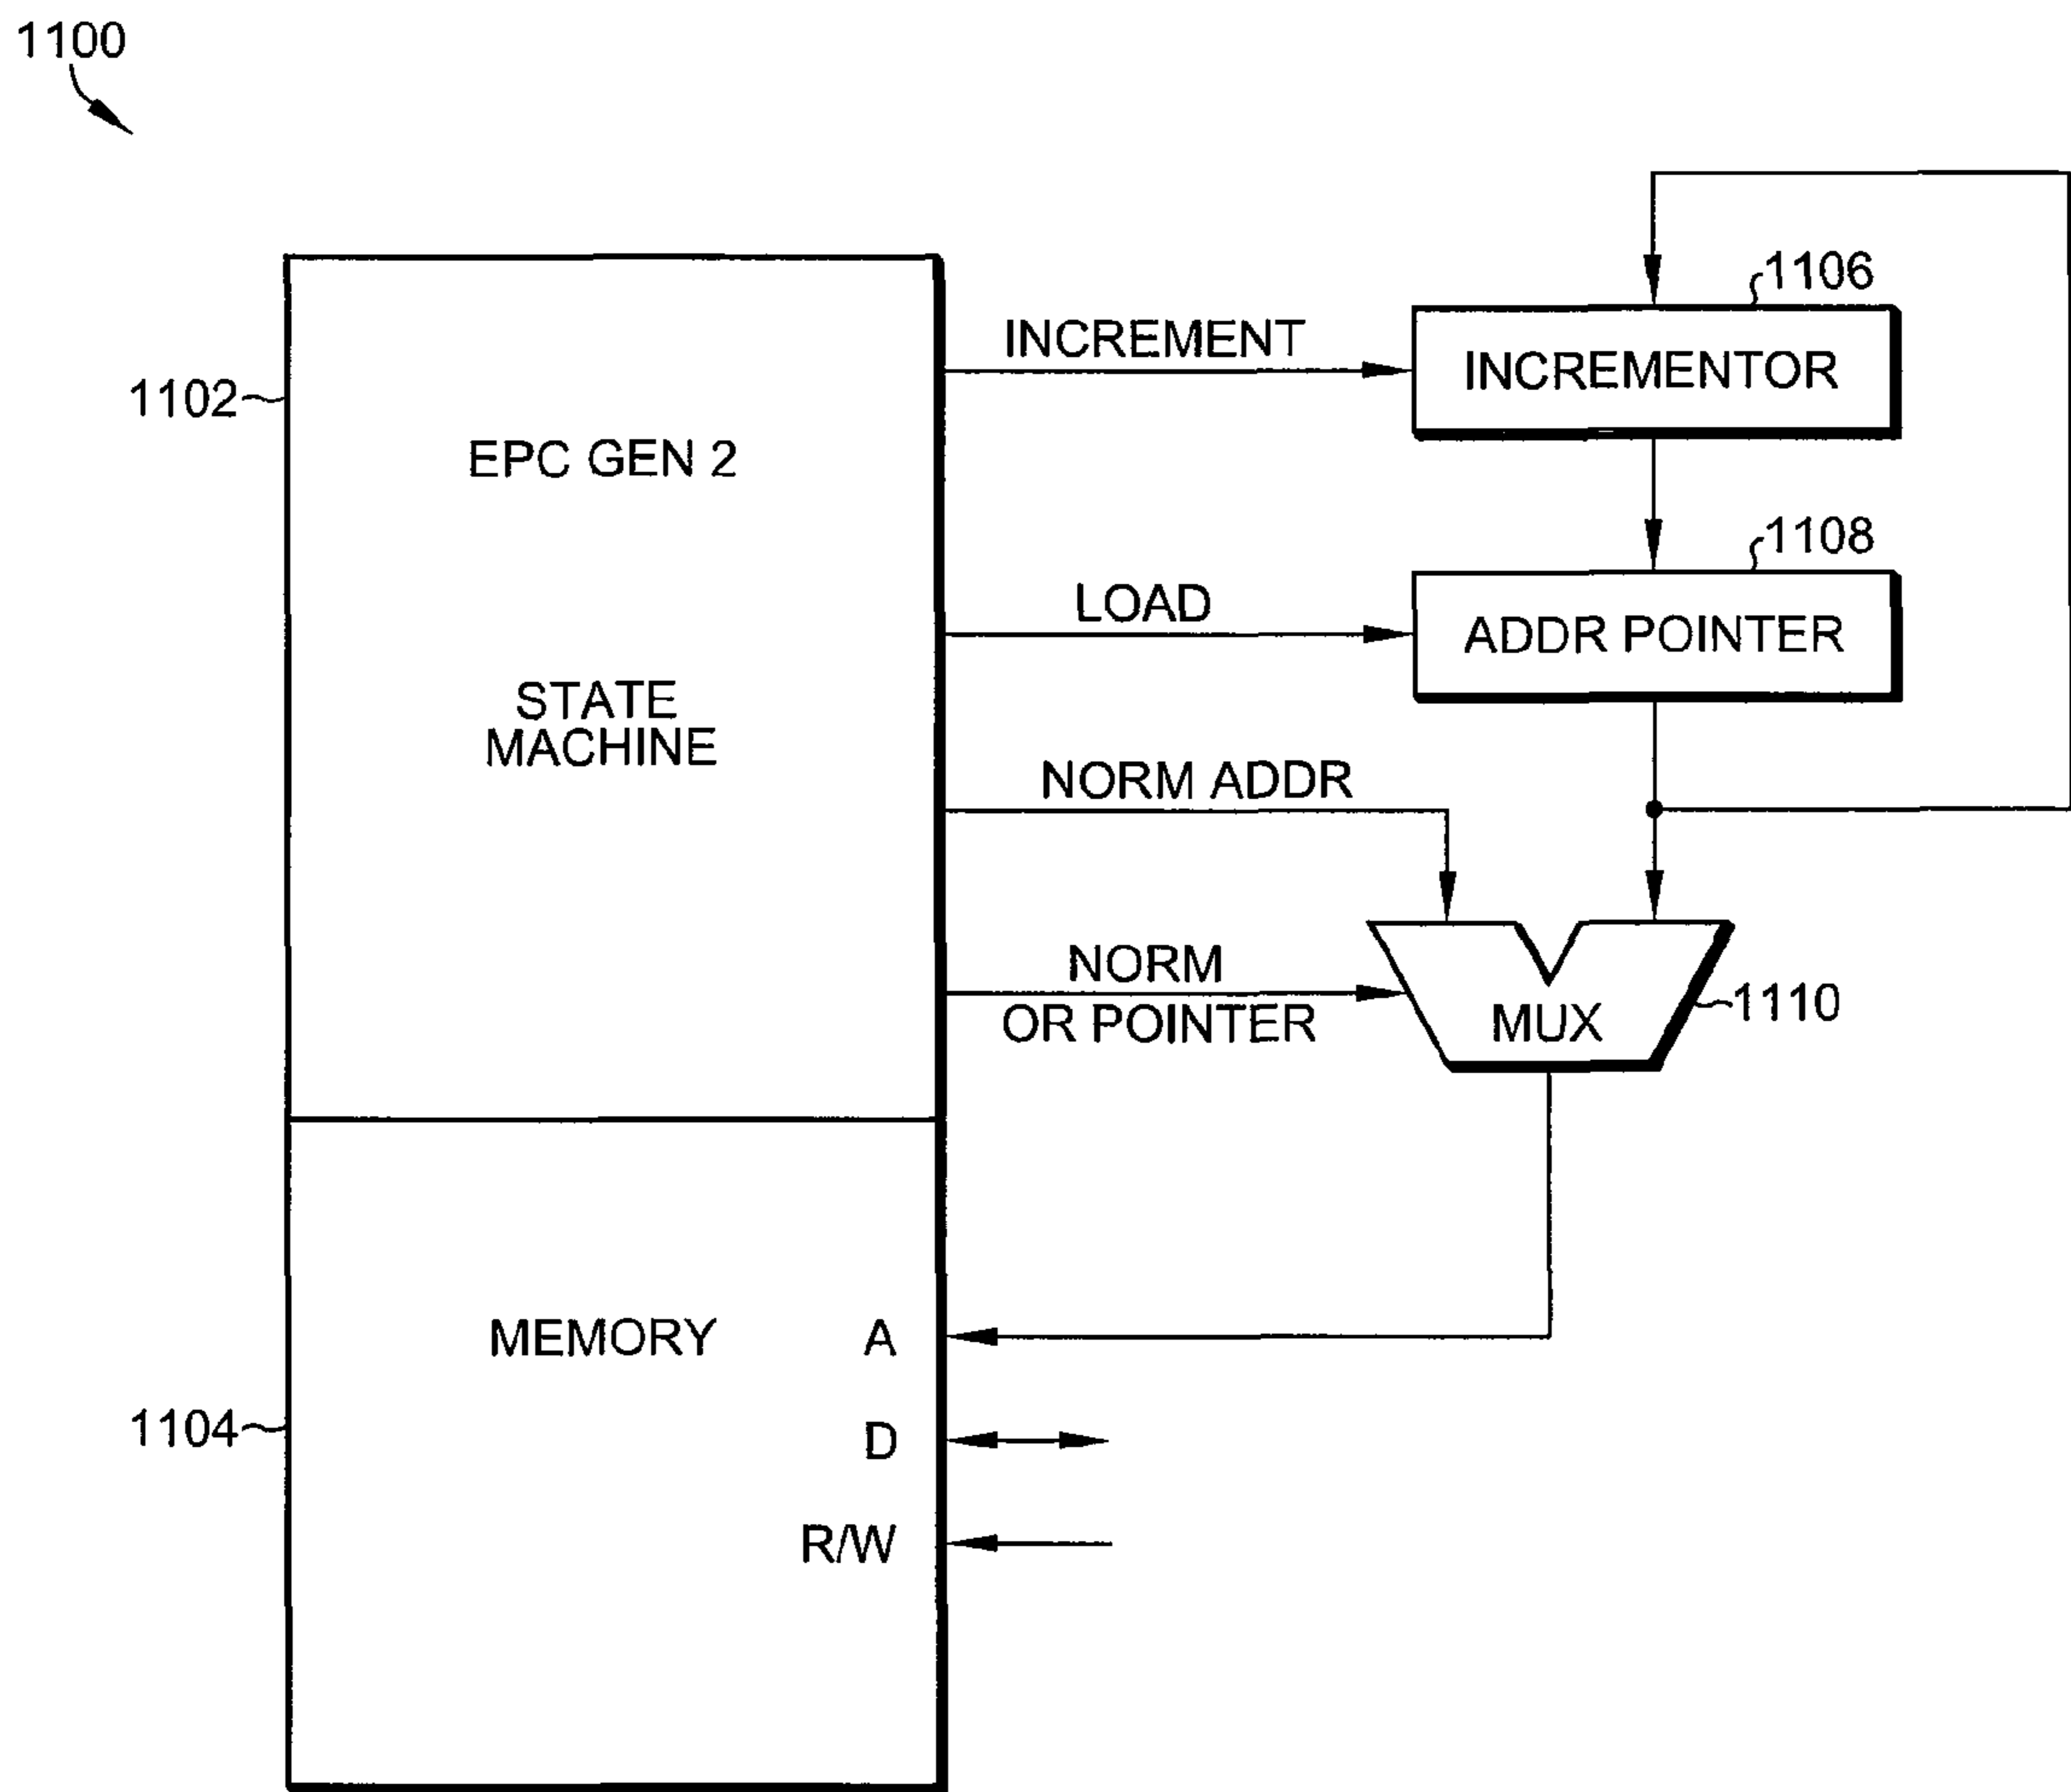 1100
1106
INCREMENT
INCREMENTOR
1102
EPC GEN 2
1108
LOAD
ADDR POINTER
STATE
MACHINE
NORM ADDR
NORM
OR POINTER
MUX
1110
MEMORY
A
1104
D
R/W